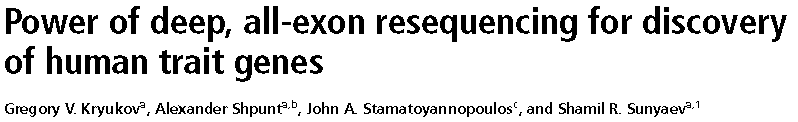 Power of deep, all-exon resequencing for discovery
of human trait genes
Gregory V. Kryukovᵃ, Alexander Shpuntᵃ,ᵇ, John A. Stamatoyannopoulosᶜ, and Shamil R. Sunyaevᵃ,¹